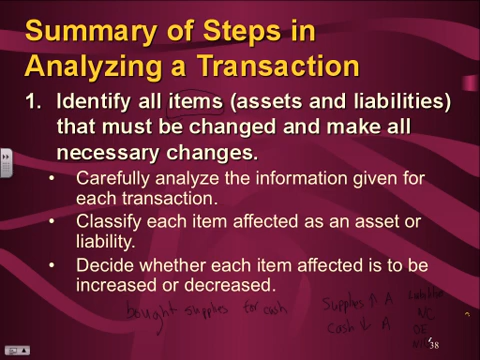 Summary of Steps in
Analyzing a Transaction
1. Identify all items (assets and liabilities)
that must be changed and make all
necessary changes.
• Carefully analyze the information given for
each transaction.
• Classify each item affected as an asset or
liability.
• Decide whether each item affected is to be
increased or decreased.
bought supplies for cash
Supplies ↑ A
Cash ↓ A
Liabilities
NC
OE
38